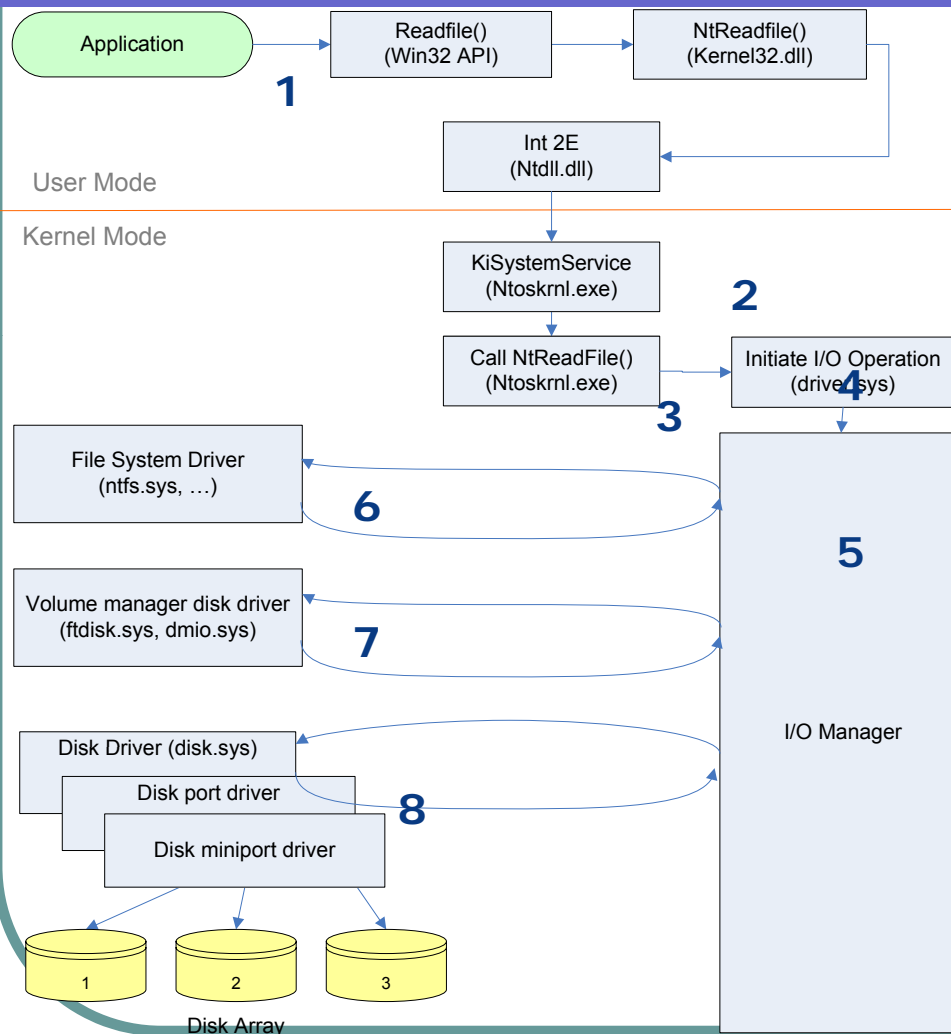 Application
Readfile()
(Win32 API)
NtReadfile()
(Kernel32.dll)
1
Int 2E
(Ntdll.dll)
User Mode
Kernel Mode
KiSystemService
(Ntoskrnl.exe)
2
Call NtReadFile()
(Ntoskrnl.exe)
Initiate I/O Operation
(driver.sys)
4
3
File System Driver
(ntfs.sys, …)
6
5
Volume manager disk driver
(ftdisk.sys, dmio.sys)
7
I/O Manager
Disk Driver (disk.sys)
Disk port driver
8
Disk miniport driver
1
2
3
Disk Array